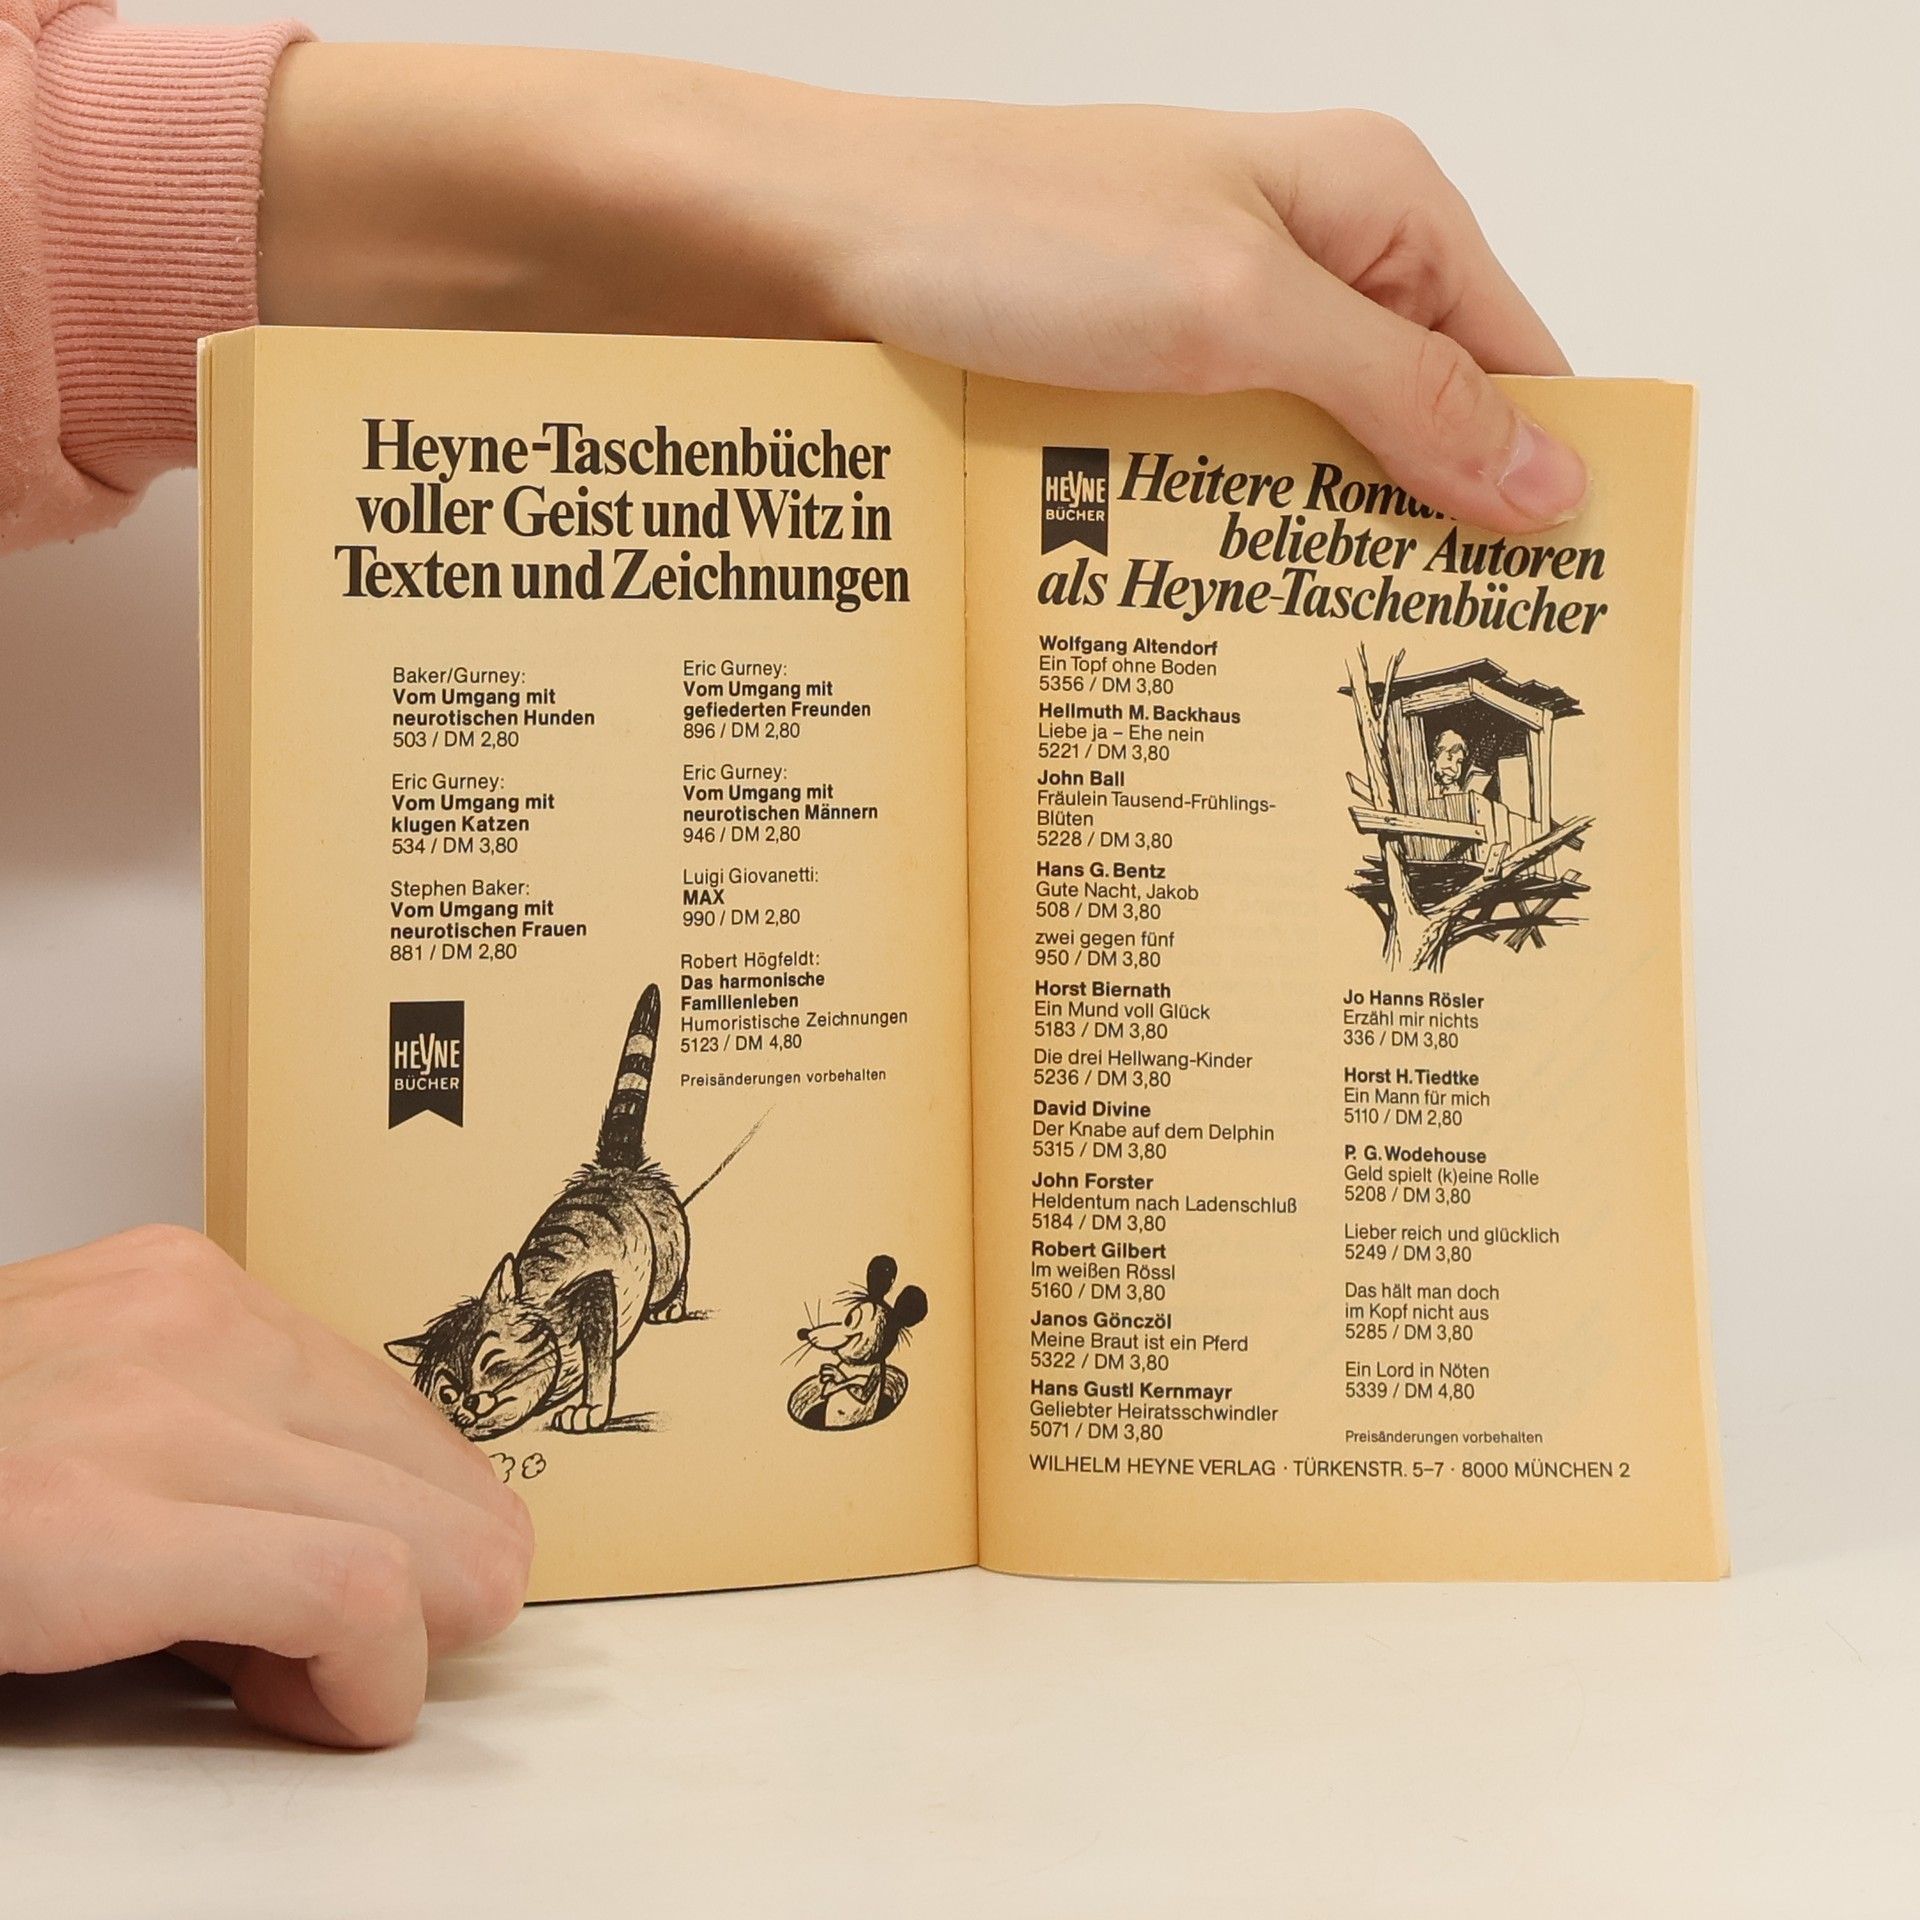 Heyne-Taschenbücher
voller Geist und Witz in
Texten und Zeichnungen
Baker/Gurney:
Vom Umgang mit
neurotischen Hunden
503 / DM 2,80
Eric Gurney:
Vom Umgang mit
klugen Katzen
534 / DM 3,80
Stephen Baker:
Vom Umgang mit
neurotischen Frauen
881 / DM 2,80
HEYNE
BÜCHER
Eric Gurney:
Vom Umgang mit
gefiederten Freunden
896 / DM 2,80
Eric Gurney:
Vom Umgang mit
neurotischen Männern
946 / DM 2,80
Luigi Giovanetti:
MAX
990 / DM 2,80
Robert Högfeldt:
Das harmonische
Familienleben
Humoristische Zeichnungen
5123 / DM 4,80
Preisänderungen vorbehalten
HEYNE
BÜCHER
Heitere
beliebter Autoren
als Heyne-Taschenbücher
Wolfgang Altendorf
Ein Topf ohne Boden
5356 / DM 3,80
Hellmuth M. Backhaus
Liebe ja – Ehe nein
5221 / DM 3,80
John Ball
Fräulein Tausend-Frühlings-
Blüten
5228 / DM 3,80
Hans G. Bentz
Gute Nacht, Jakob
508 / DM 3,80
zwei gegen fünf
950 / DM 3,80
Horst Biernath
Ein Mund voll Glück
5183 / DM 3,80
Die drei Hellwang-Kinder
5236 / DM 3,80
David Divine
Der Knabe auf dem Delphin
5315 / DM 3,80
John Forster
Heldentum nach Ladenschluß
5184 / DM 3,80
Robert Gilbert
Im weißen Rössl
5160 / DM 3,80
Janos Gönczöl
Meine Braut ist ein Pferd
5322 / DM 3,80
Hans Gustl Kernmayr
Geliebter Heiratsschwindler
5071 / DM 3,80
Jo Hanns Rösler
Erzähl mir nichts
336 / DM 3,80
Horst H. Tiedtke
Ein Mann für mich
5110 / DM 2,80
P. G. Wodehouse
Geld spielt (k)eine Rolle
5208 / DM 3,80
Lieber reich und glücklich
5249 / DM 3,80
Das hält man doch
im Kopf nicht aus
5285 / DM 3,80
Ein Lord in Nöten
5339 / DM 4,80
Preisänderungen vorbehalten
WILHELM HEYNE VERLAG · TÜRKENSTR. 5–7 · 8000 MÜNCHEN 2